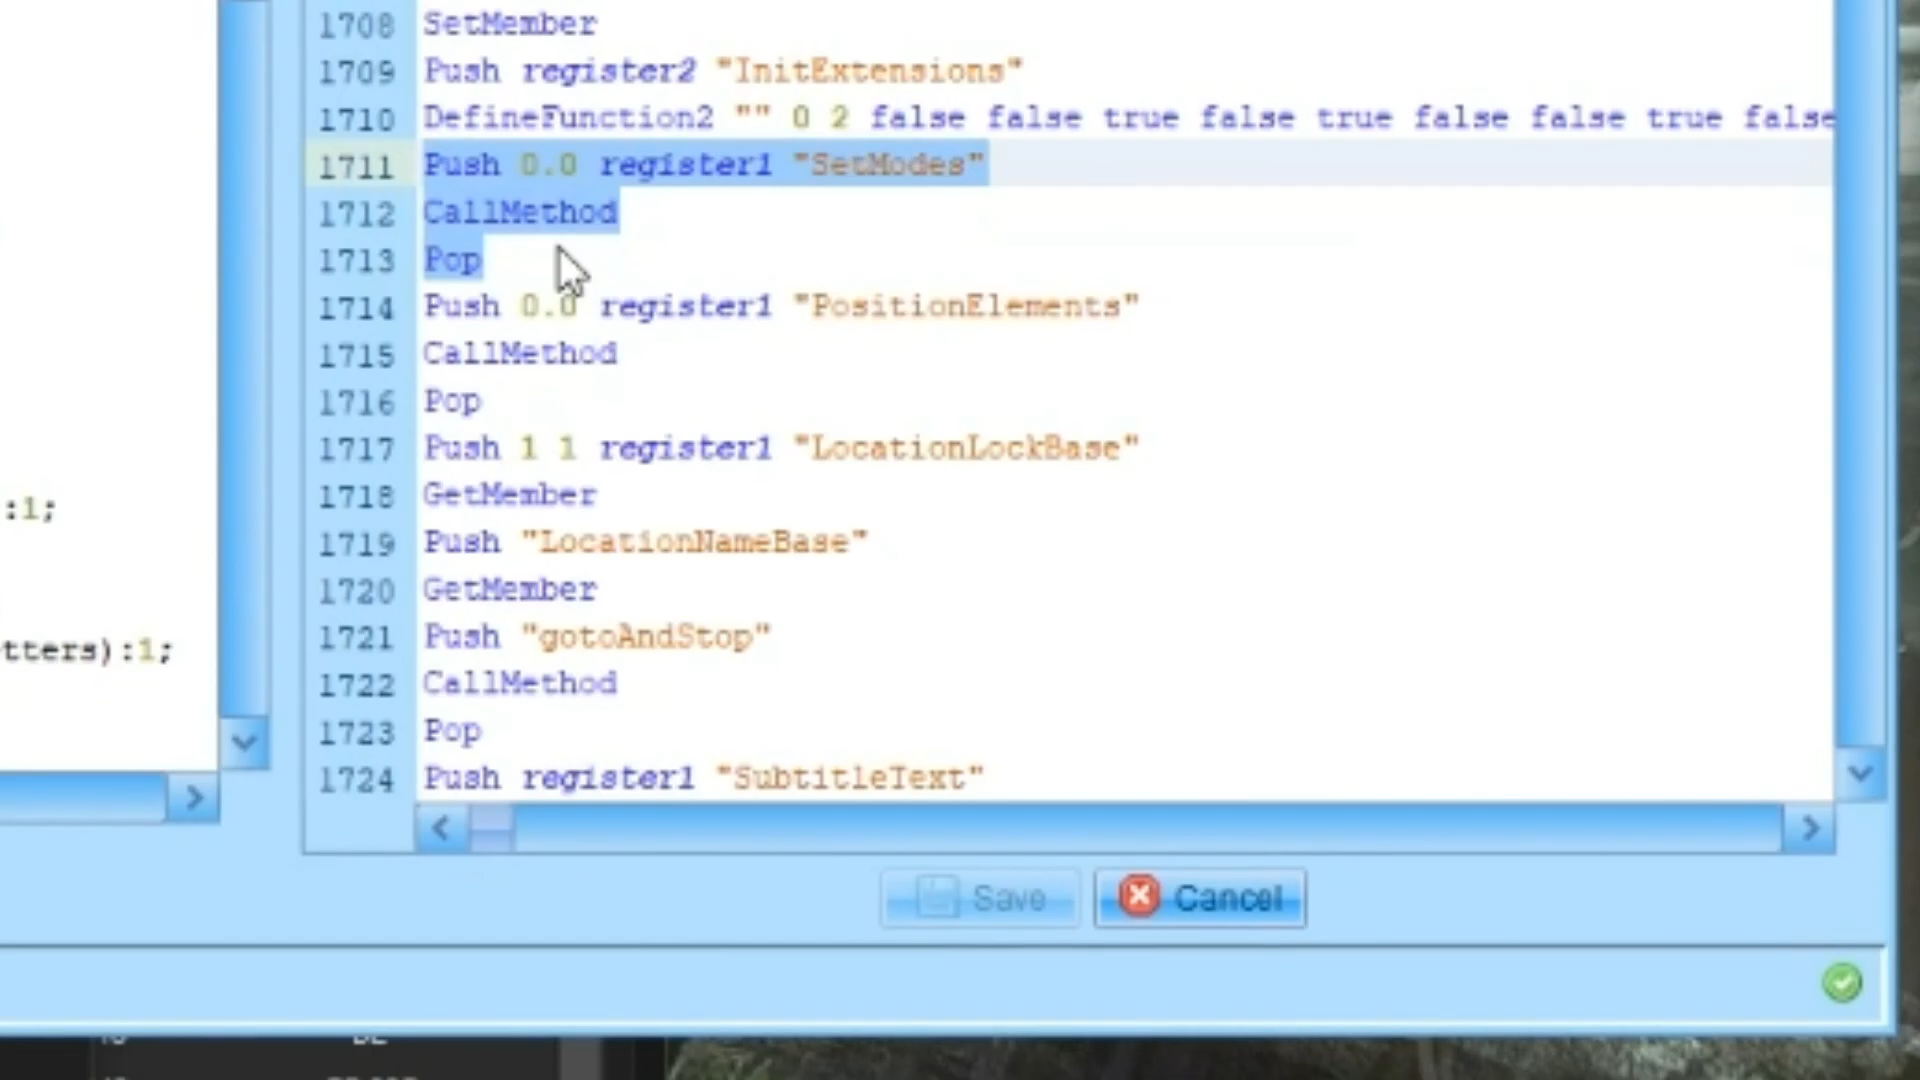 1708 SetMember
1709 Push register2 "InitExtensions"
1710 DefineFunction2 "" 0 2 false false true false true false false true false
1711 Push 0.0 register1 "SetModes"
1712 CallMethod
1713 Pop
1714 Push 0.0 register1 "PositionElements"
1715 CallMethod
1716 Pop
1717 Push 1 1 register1 "LocationLockBase"
:1;
1718 GetMember
1719 Push "LocationNameBase"
1720 GetMember
1721 Push "gotoAndStop"
tters):1;
1722 CallMethod
1723 Pop
1724 Push register1 "SubtitleText"
Save Cancel